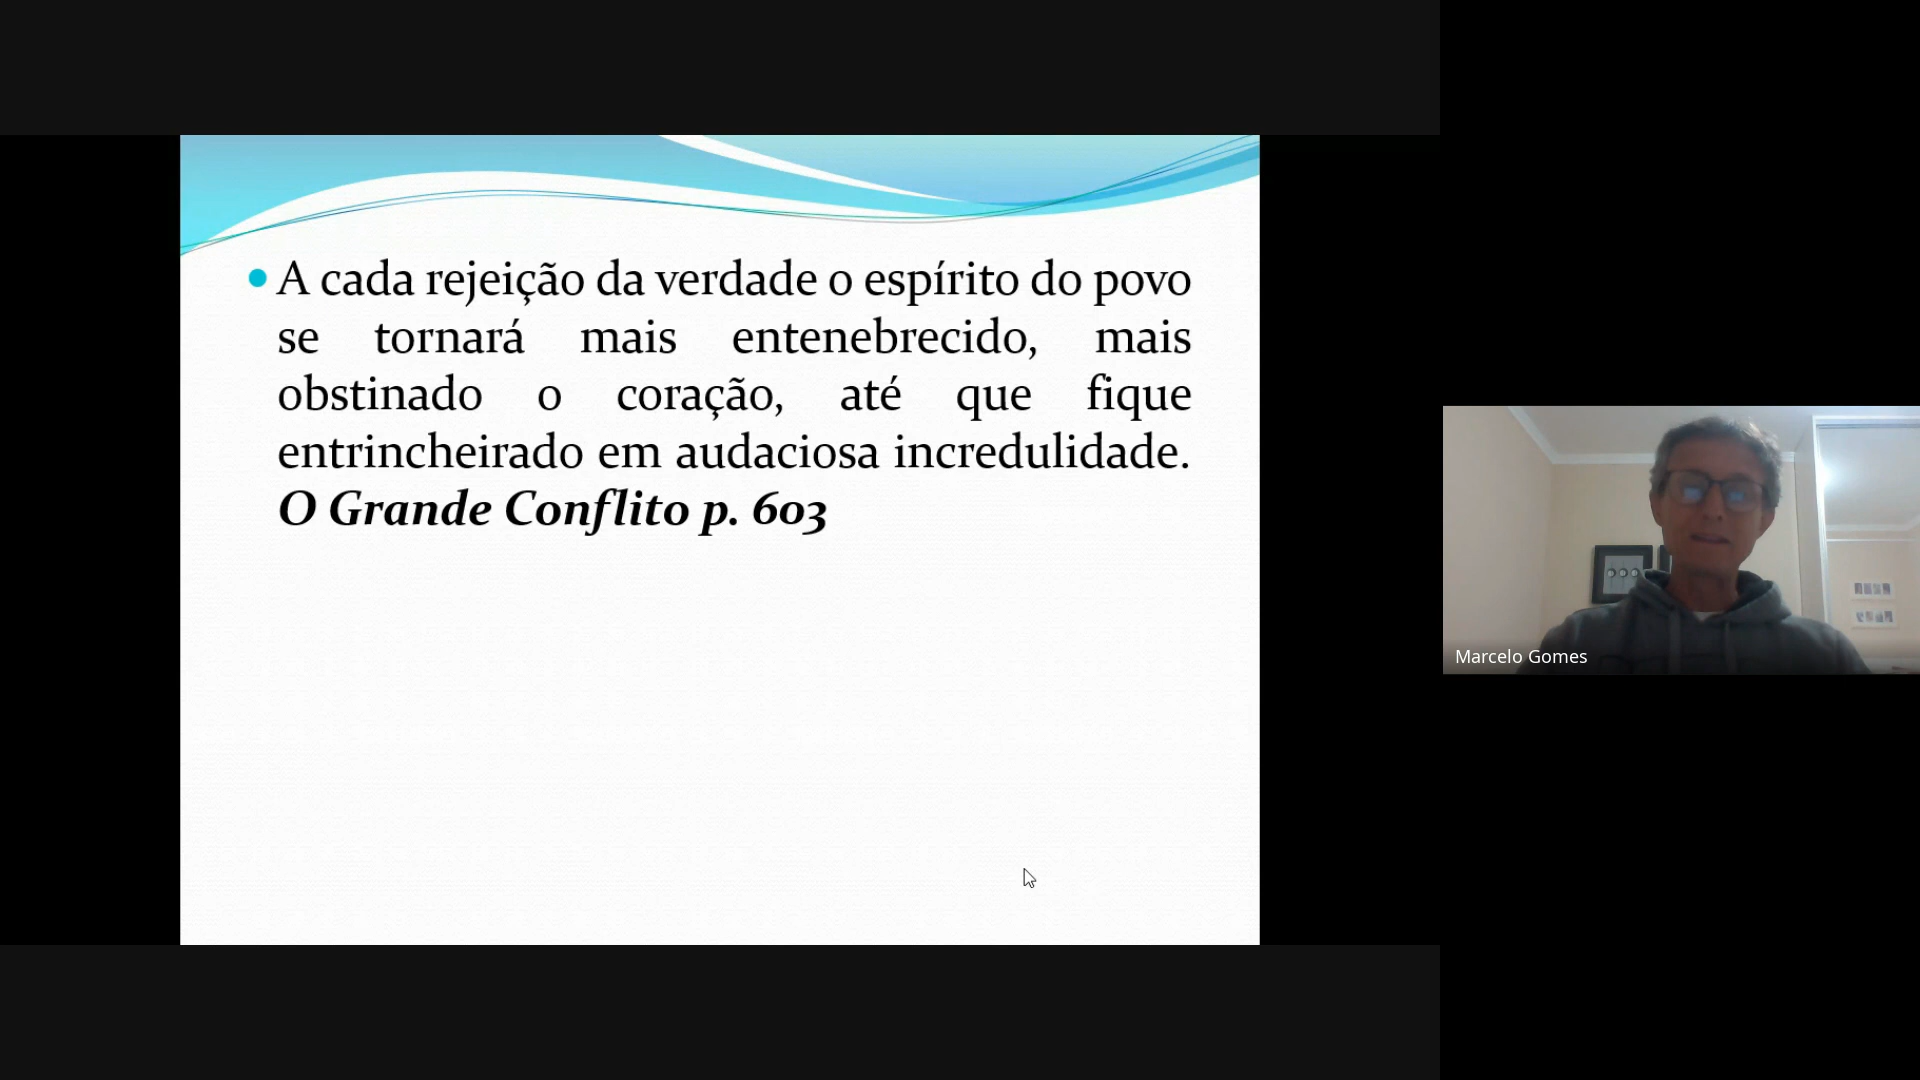 A cada rejeição da verdade o espírito do povo
se tornará mais entenebrecido, mais
obstinado o coração, até que fique
entrincheirado em audaciosa incredulidade.
O Grande Conflito p. 603
Marcelo Gomes